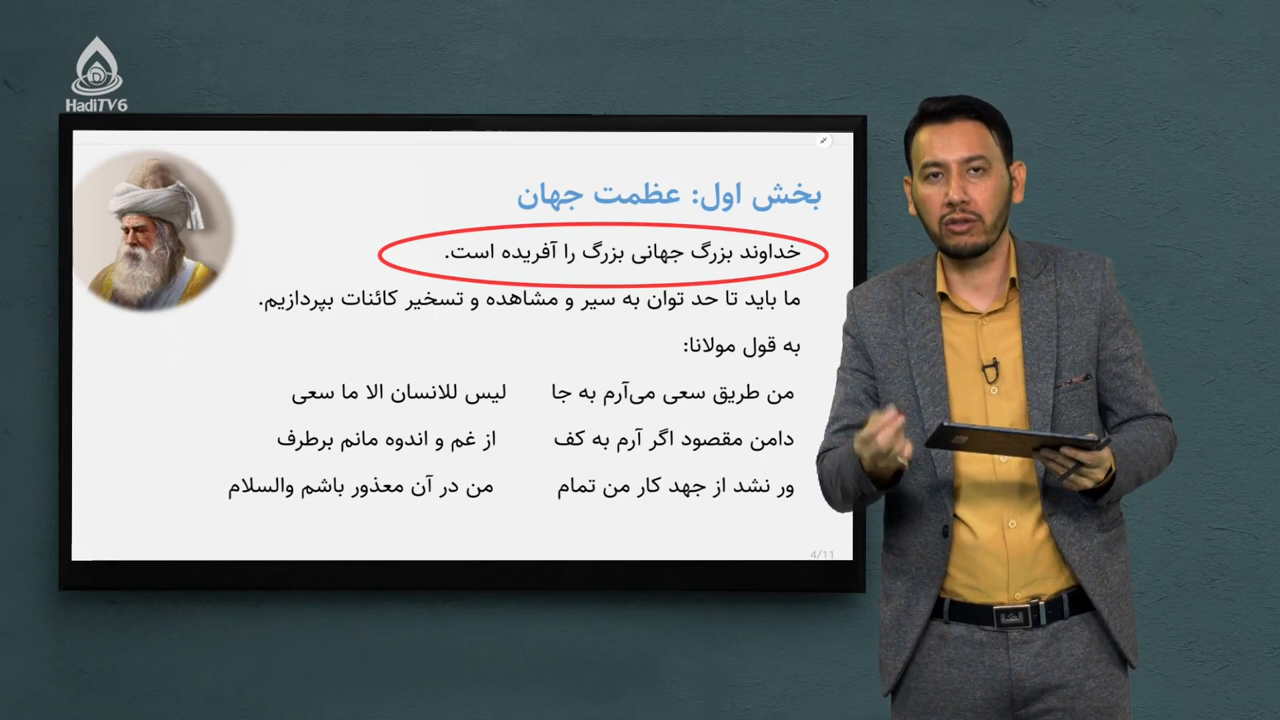 HadiTV6
بخش اول: عظمت جهان
خداوند بزرگ جهانی بزرگ را آفریده است.
ما باید تا حد توان به سیر و مشاهده و تسخیر کائنات بپردازیم.
به قول مولانا:
من طریق سعی می‌آرم به جا لیس للانسان الا ما سعی
دامن مقصود اگر آرم به کف از غم و اندوه مانم برطرف
ور نشد از جهد کار من تمام من در آن معذور باشم والسلام
4/11